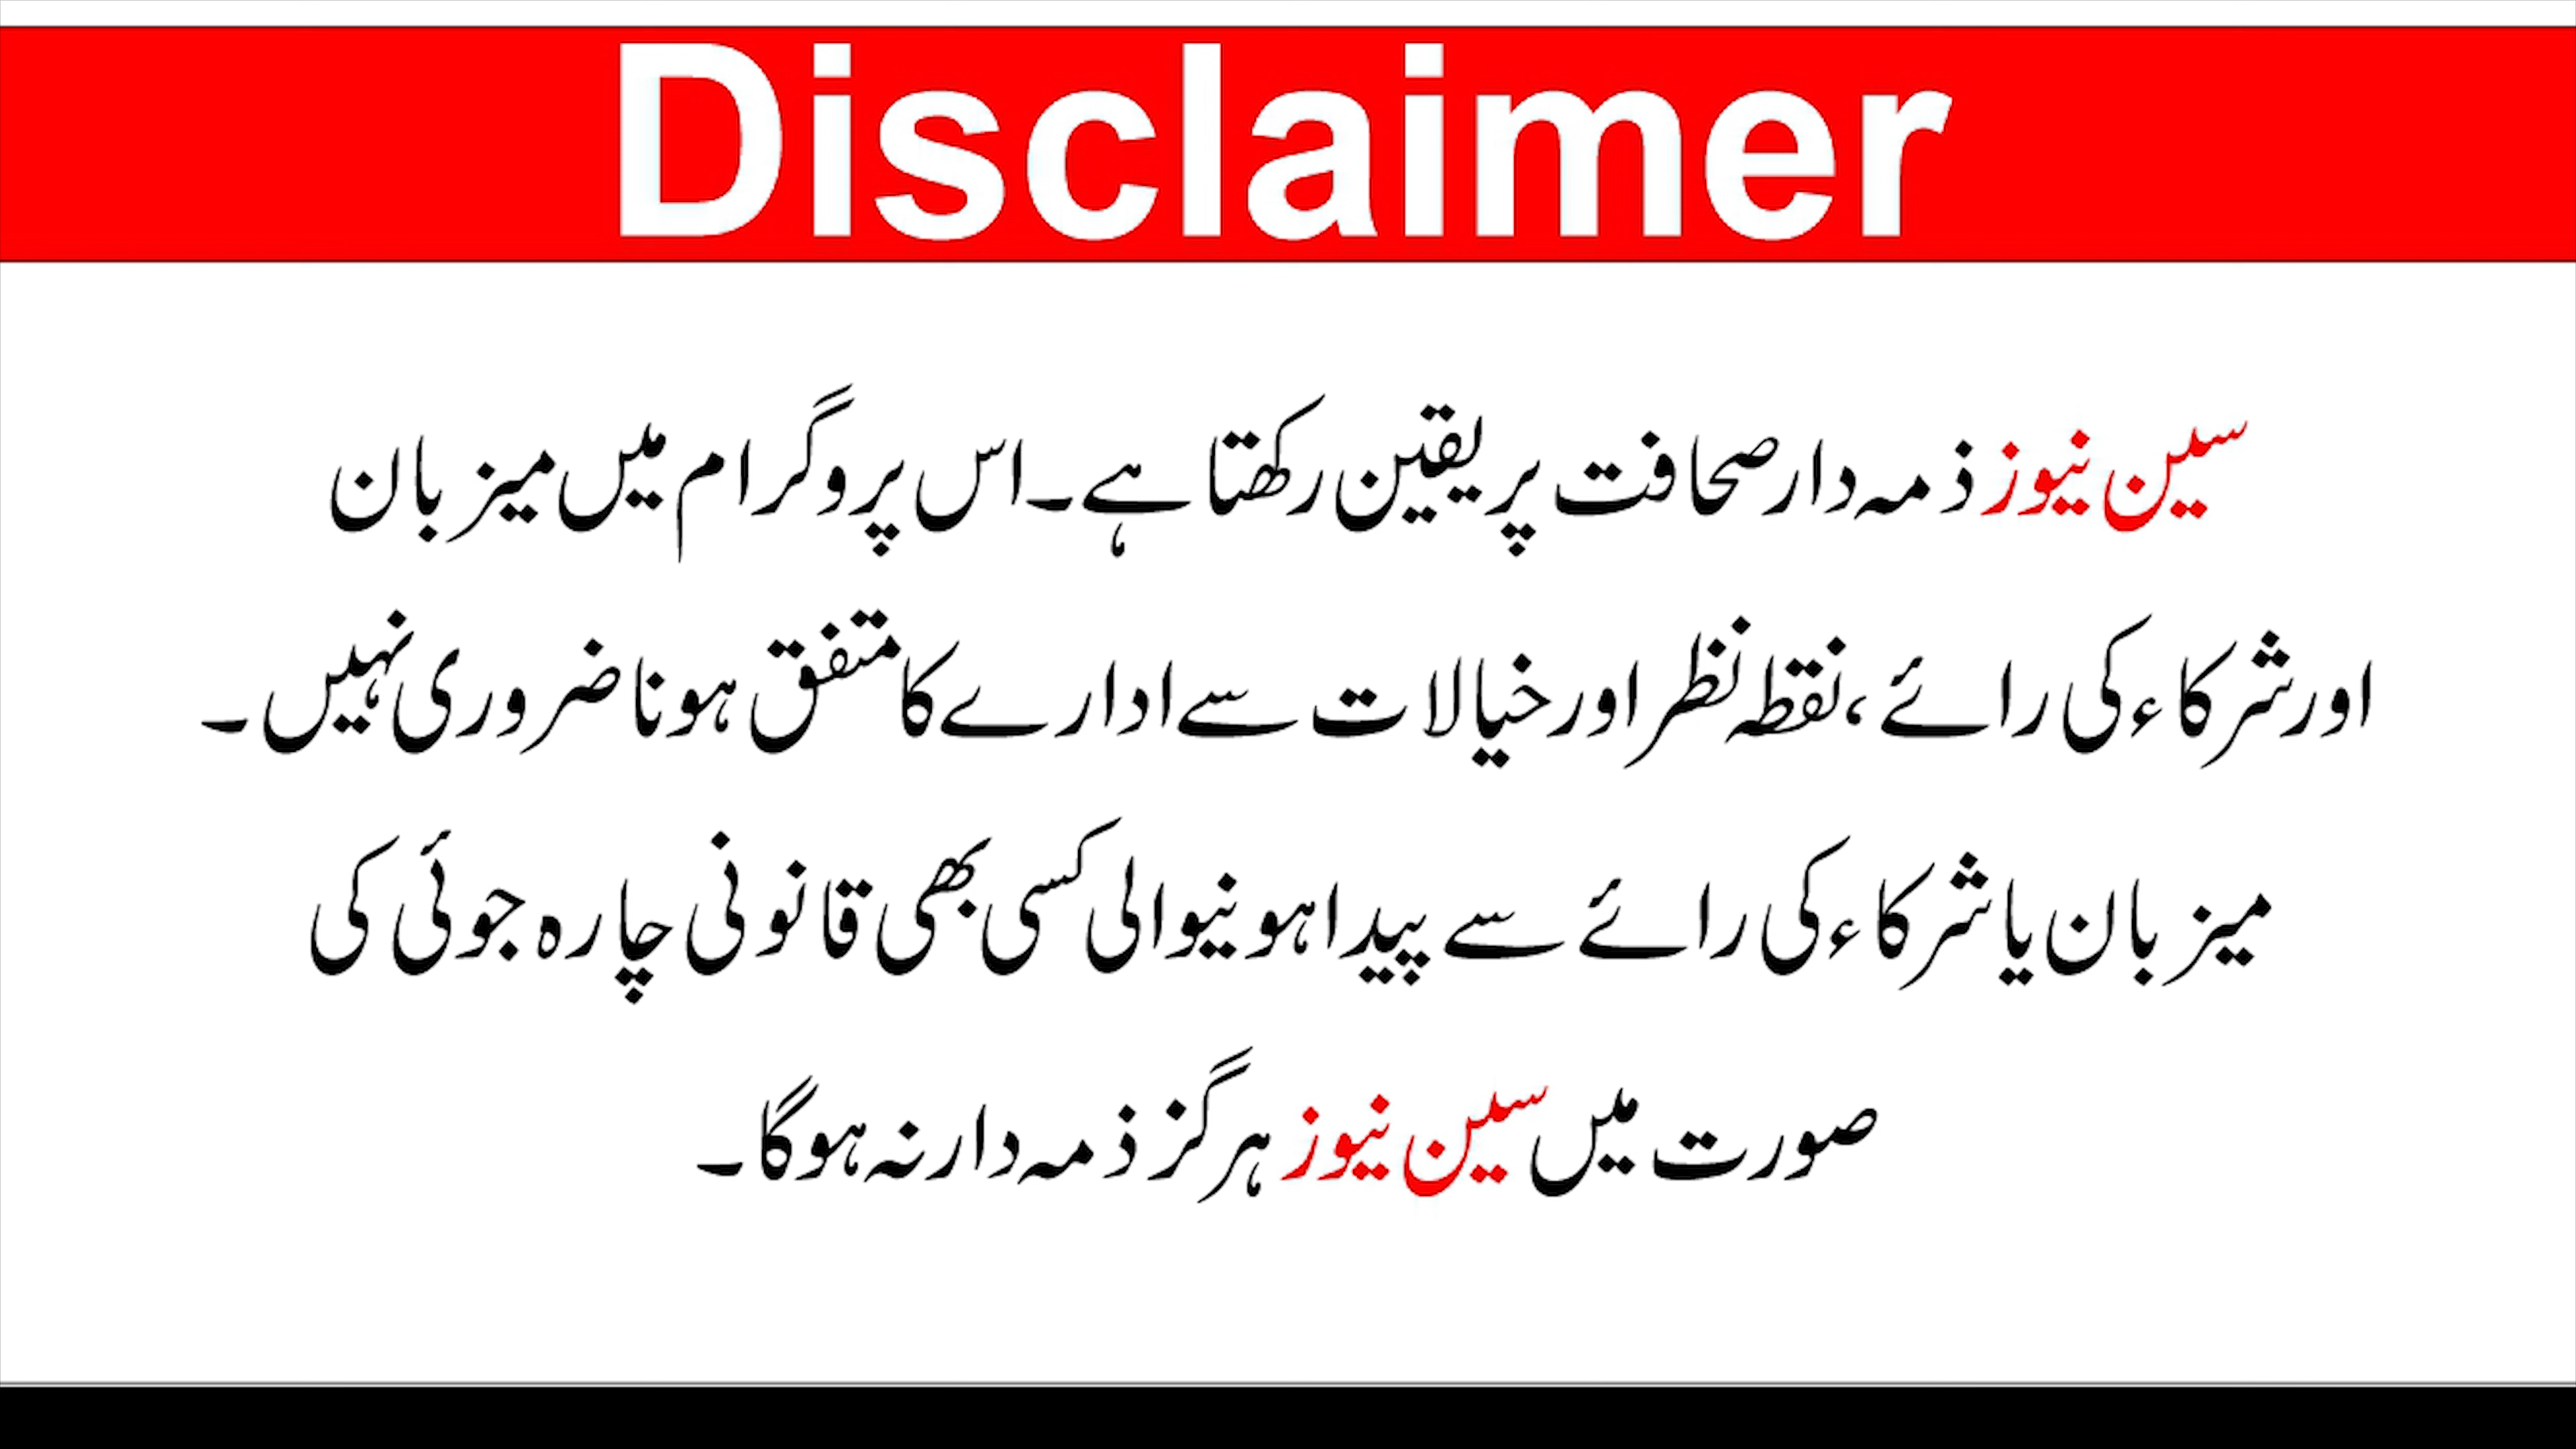 Disclaimer
سین نیوز ذمہ دار صحافت پر یقین رکھتا ہے۔ اس پروگرام میں میزبان
اور شرکاء کی رائے، نقطہ نظر اور خیالات سے ادارے کا متفق ہونا ضروری نہیں۔
میزبان یا شرکاء کی رائے سے پیدا ہونیوالی کسی بھی قانونی چارہ جوئی کی
صورت میں سین نیوز ہرگز ذمہ دار نہ ہوگا۔